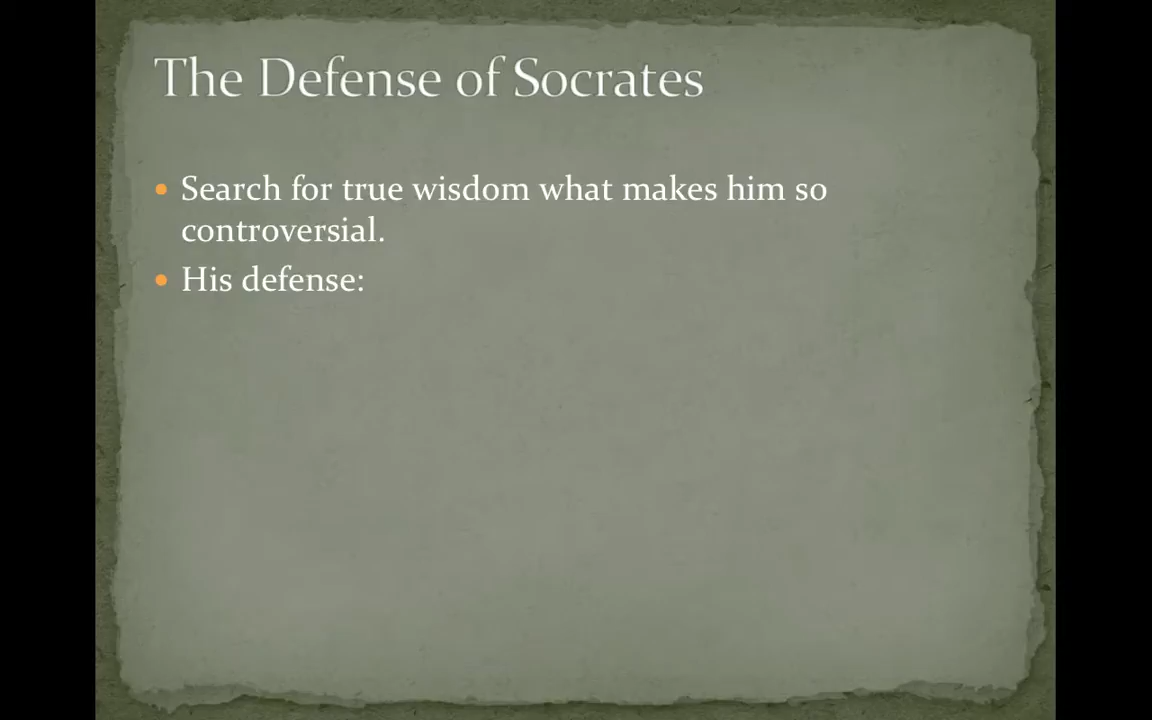 The Defense of Socrates
• Search for true wisdom what makes him so
controversial.
• His defense: